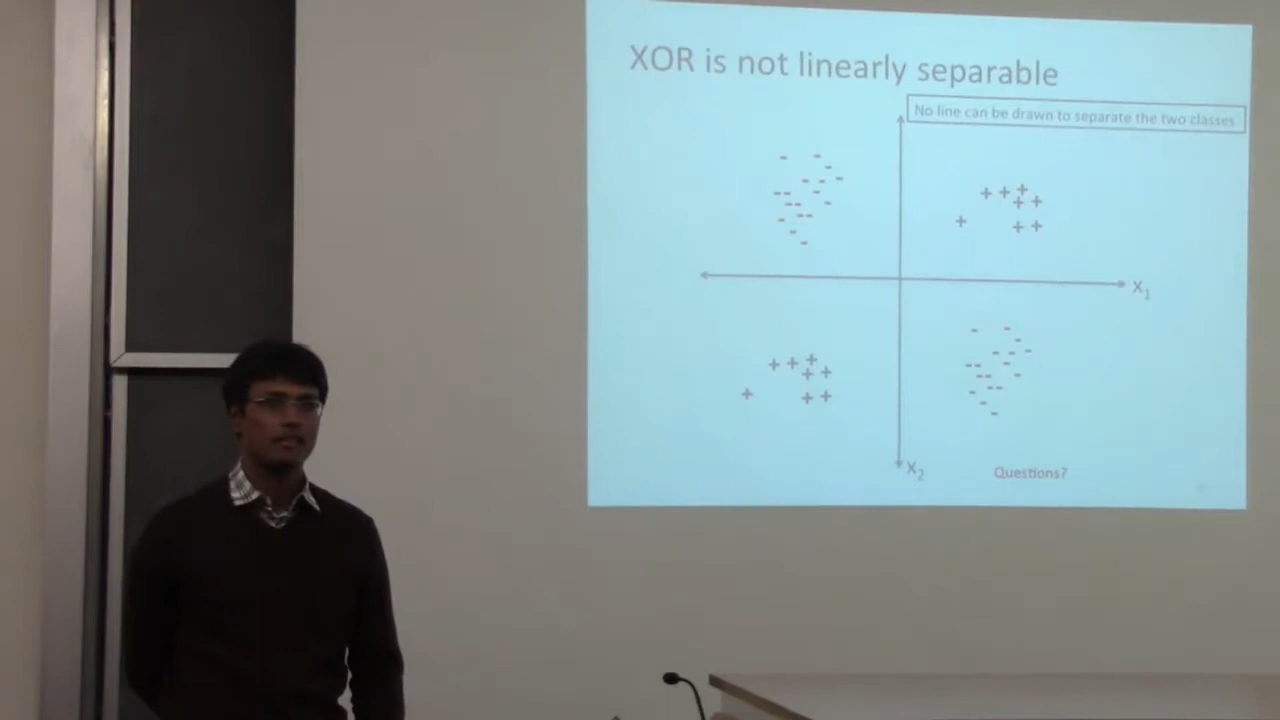 XOR is not linearly separable
No line can be drawn to separate the two classes
X1
X2
Questions?